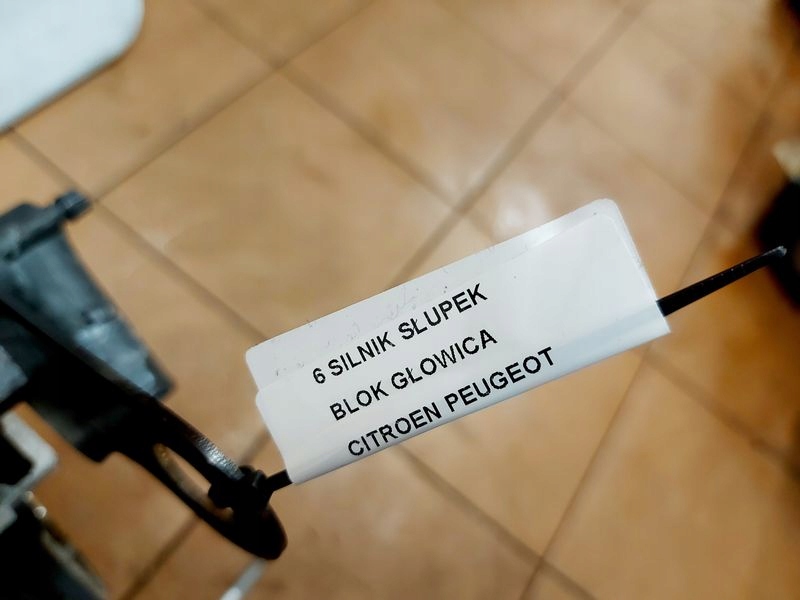 6 SILNIK SŁUPEK
BLOK GŁOWICA
CITROEN PEUGEOT